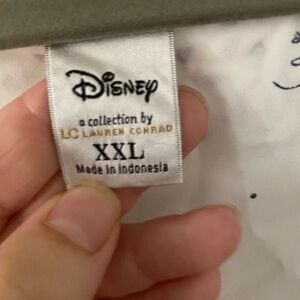 Disney
a collection by
LC LAUREN CONRAD
XXL
Made in Indonesia